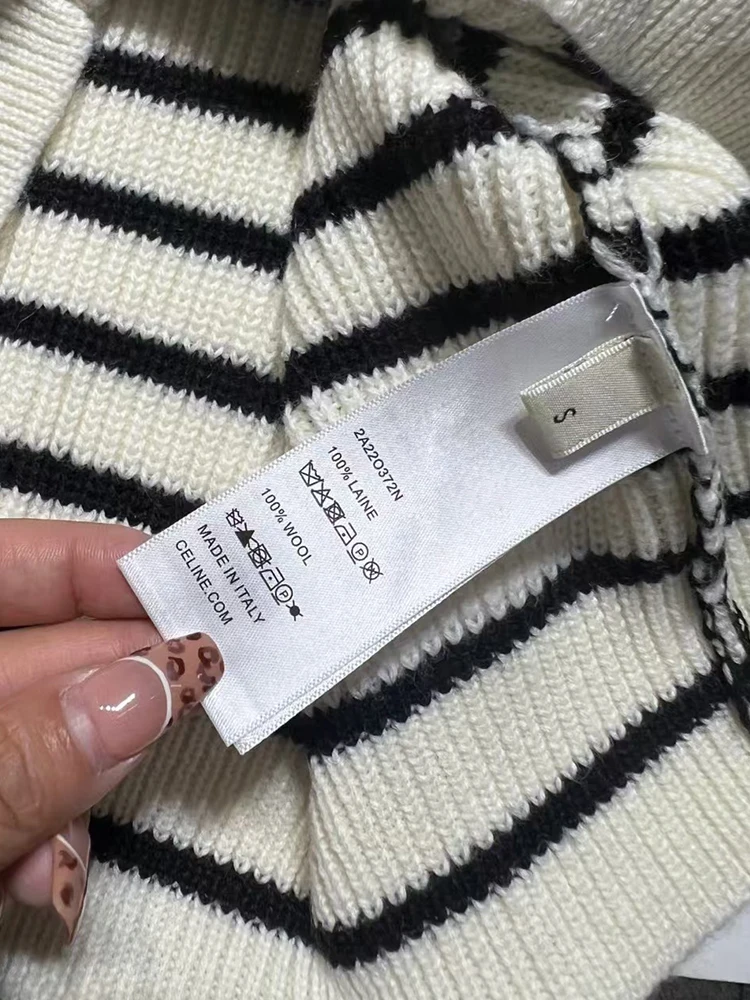 S
2A22O372N
100% LAINE
P
100% WOOL
P
MADE IN ITALY
CELINE.COM